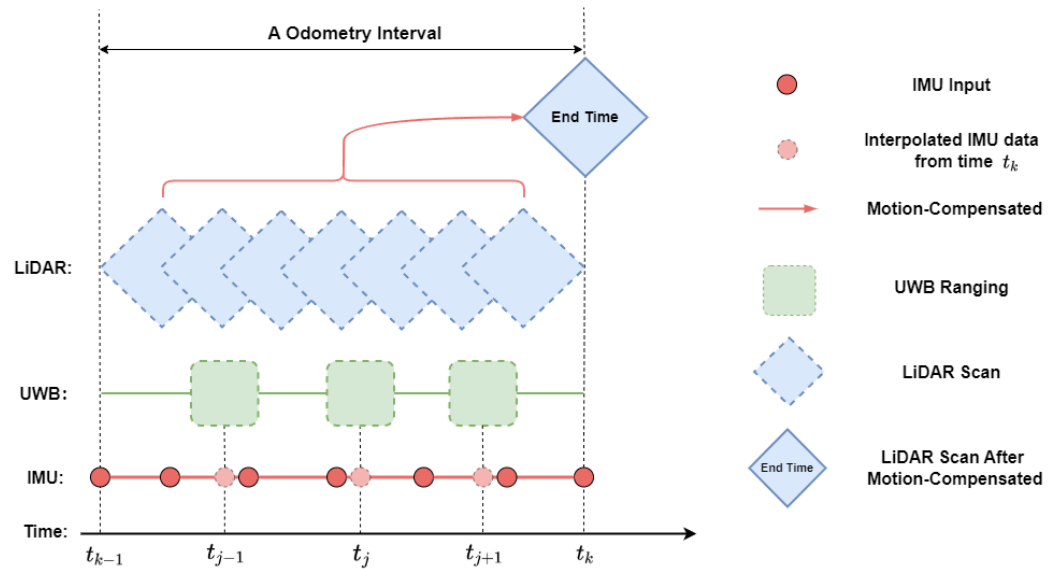 A Odometry Interval
End Time
IMU Input
Interpolated IMU data
from time t_k
Motion-Compensated
LiDAR:
UWB Ranging
LiDAR Scan
UWB:
End Time
LiDAR Scan After
Motion-Compensated
IMU:
Time:
t_{k-1} t_{j-1} t_j t_{j+1} t_k